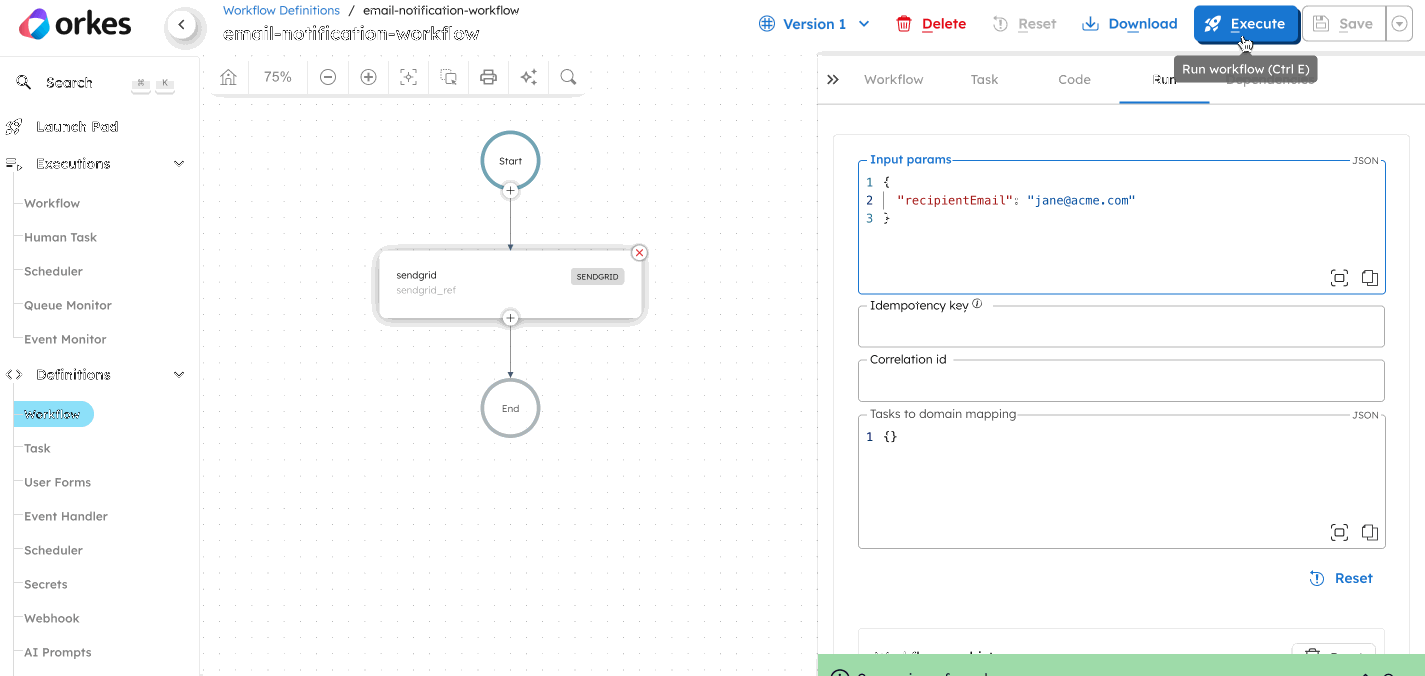 orkes
Workflow Definitions / email-notification-workflow
email-notification-workflow
Version 1
Delete
Reset
Download
Execute
Save
Run workflow (Ctrl E)
Search
⌘ K
Launch Pad
Executions
Workflow
Human Task
Scheduler
Queue Monitor
Event Monitor
Definitions
Workflow
Task
User Forms
Event Handler
Scheduler
Secrets
Webhook
AI Prompts
75%
Start
sendgrid
SENDGRID
sendgrid_ref
End
Workflow
Task
Code
Run
Dependencies
Input params
JSON
1 {
2 "recipientEmail": "jane@acme.com"
3 }
Idempotency key
Correlation id
Tasks to domain mapping
JSON
1 {}
Reset